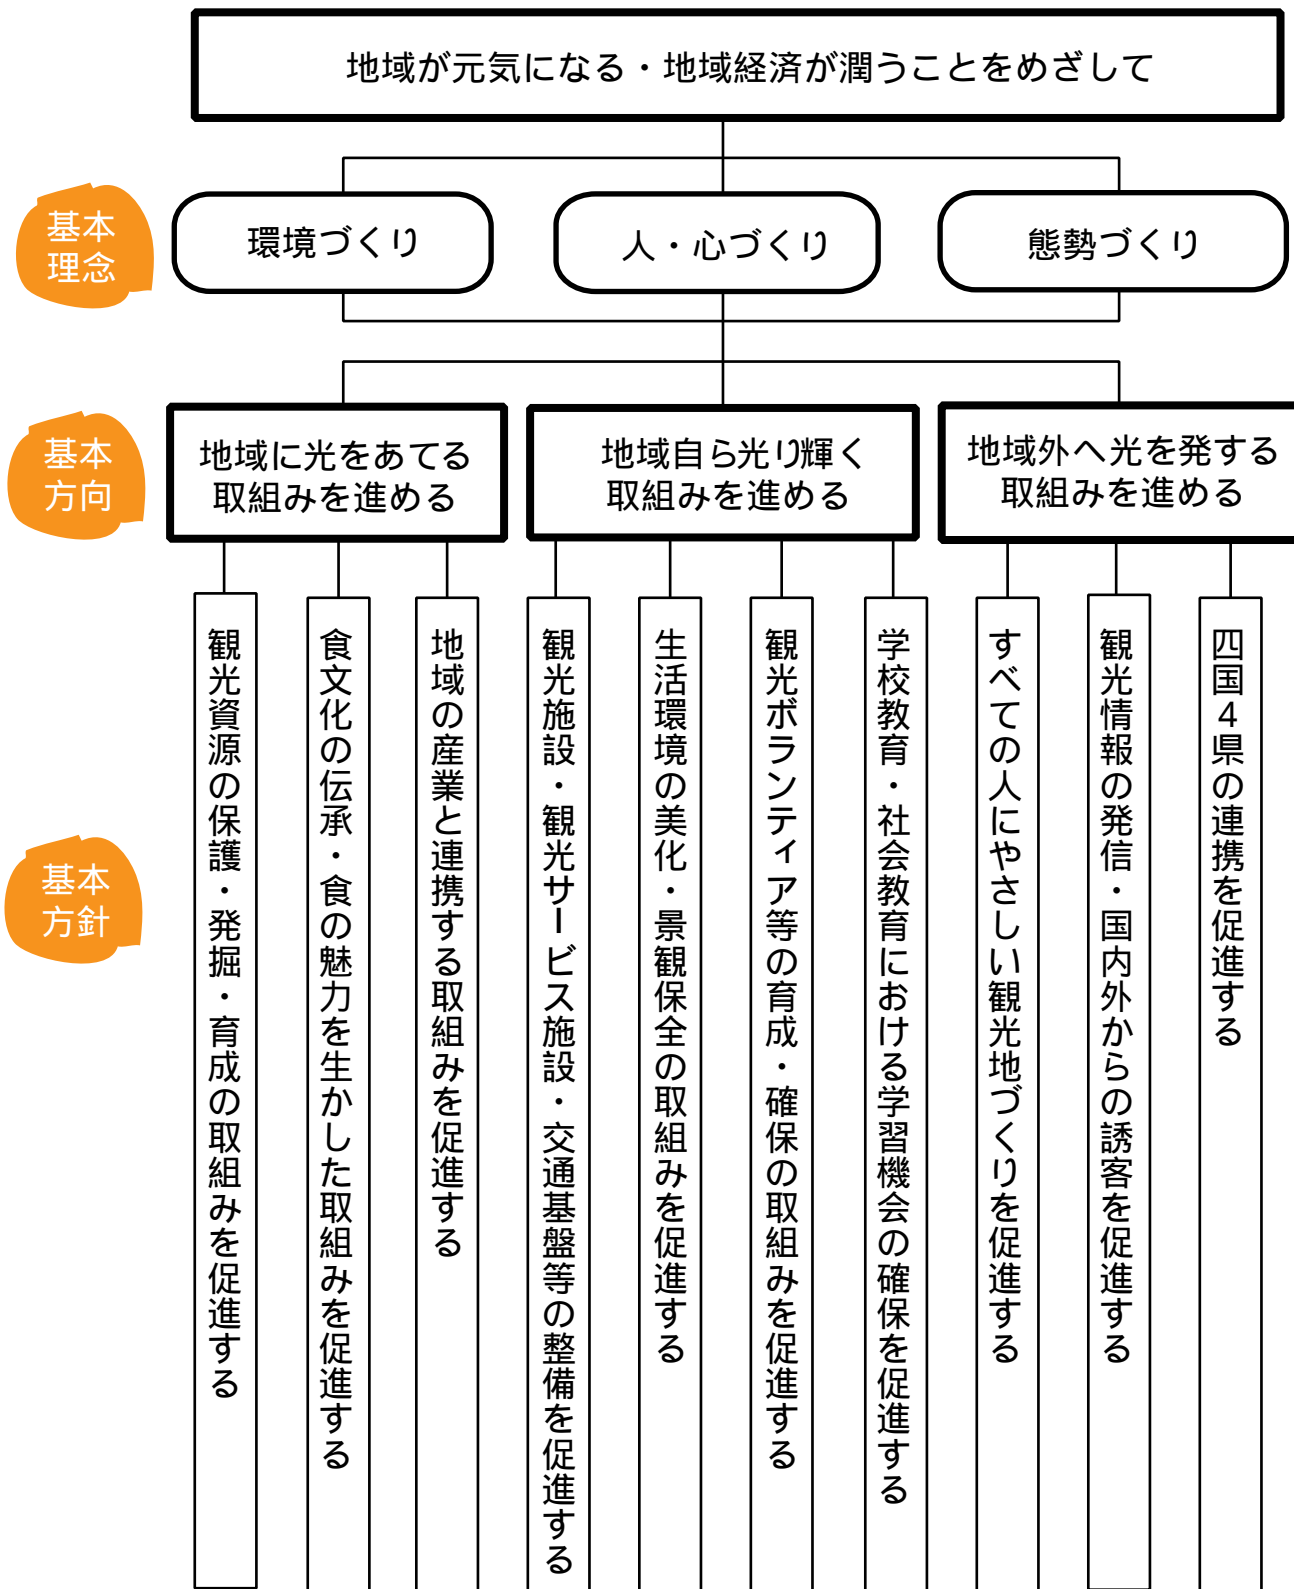 地域が元気になる・地域経済が潤うことをめざして
基本
理念
環境づくり
人・心づくり
態勢づくり
基本
方向
地域に光をあてる
取組みを進める
地域自ら光り輝く
取組みを進める
地域外へ光を発する
取組みを進める
基本
方針
観光資源の保護・発掘・育成の取組みを促進する
食文化の伝承・食の魅力を生かした取組みを促進する
地域の産業と連携する取組みを促進する
観光施設・観光サービス施設・交通基盤等の整備を促進する
生活環境の美化・景観保全の取組みを促進する
観光ボランティア等の育成・確保の取組みを促進する
学校教育・社会教育における学習機会の確保を促進する
すべての人にやさしい観光地づくりを促進する
観光情報の発信・国内外からの誘客を促進する
四国4県の連携を促進する